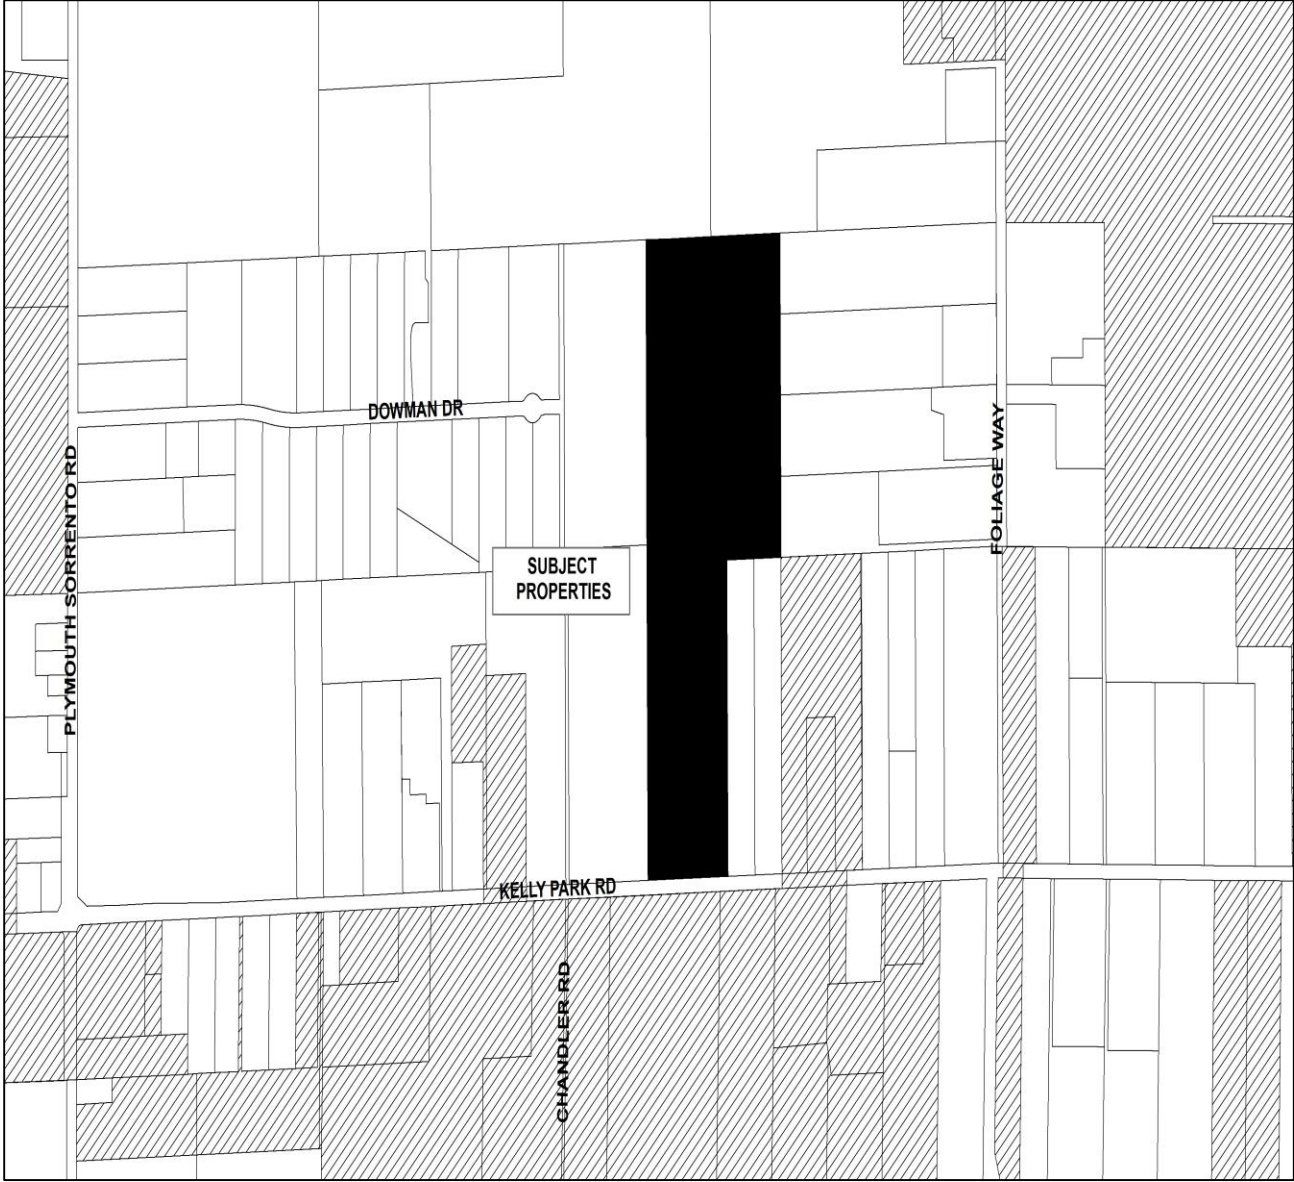 DOWMAN DR
PLYMOUTH SORRENTO RD
FOLIAGE WAY
SUBJECT
PROPERTIES
KELLY PARK RD
CHANDLER RD